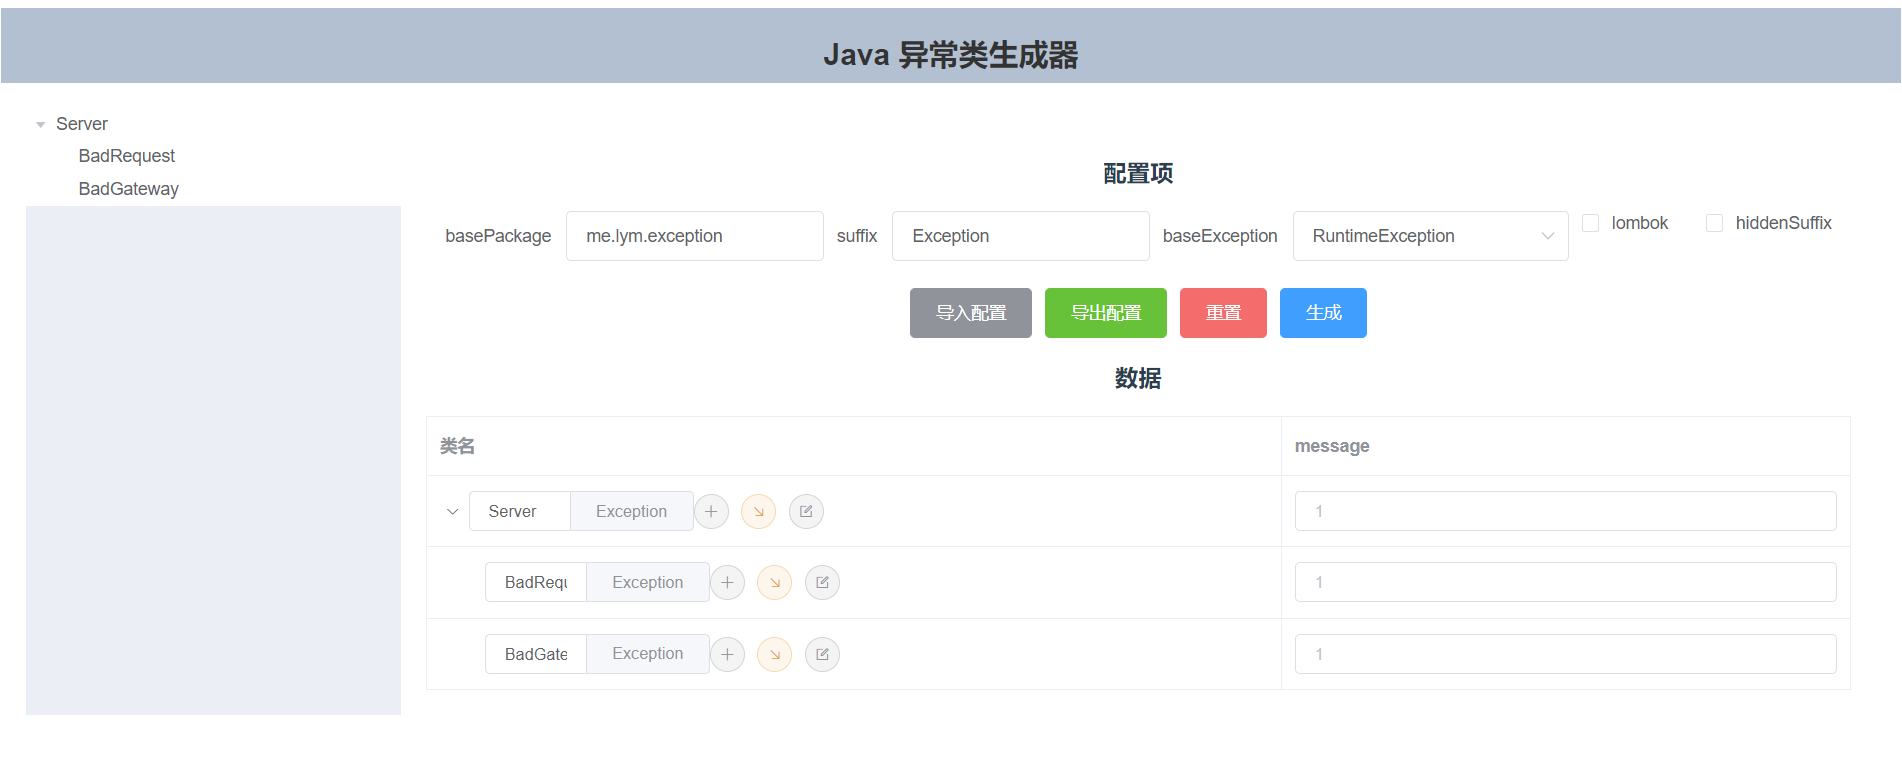 Java 异常类生成器
Server
BadRequest
BadGateway
配置项
basePackage me.lym.exception suffix Exception baseException RuntimeException lombok hiddenSuffix
导入配置 导出配置 重置 生成
数据
类名 message
Server Exception 1
BadRequ Exception 1
BadGate Exception 1